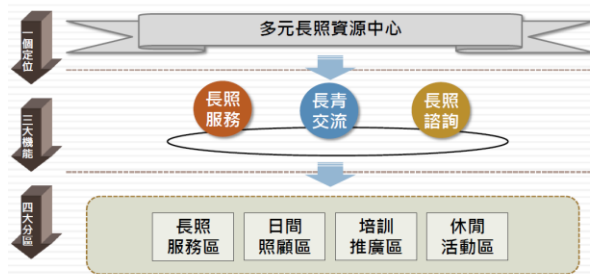 一個定位
多元長照資源中心
三大機能
長照
服務
長青
交流
長照
諮詢
四大分區
長照
服務區
日間
照顧區
培訓
推廣區
休閒
活動區